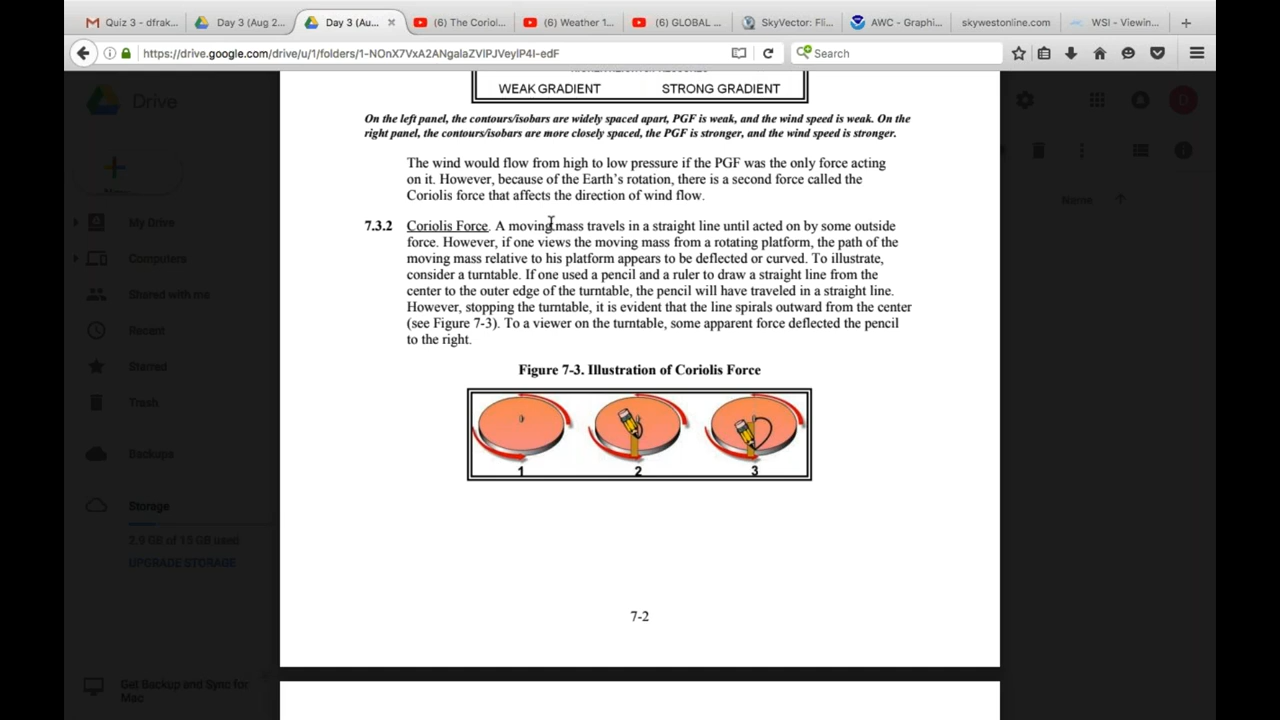 Quiz 3 - dfrak...
Day 3 (Aug 2...
Day 3 (Au...
(6) The Coriol...
(6) Weather 1...
(6) GLOBAL ...
SkyVector: Fli...
AWC - Graphi...
skywestonline.com
WSI - Viewin...
https://drive.google.com/drive/u/1/folders/1-NOnX7VxA2ANgalaZVlPJVeylP4I-edF
Search
Drive
D
My Drive
Computers
Shared with me
Recent
Starred
Trash
Backups
Storage
7.9 GB of 15 GB used
UPGRADE STORAGE
Get Backup and Sync for
Mac
Name
WEAK GRADIENT STRONG GRADIENT
On the left panel, the contours/isobars are widely spaced apart, PGF is weak, and the wind speed is weak. On the
right panel, the contours/isobars are more closely spaced, the PGF is stronger, and the wind speed is stronger.
The wind would flow from high to low pressure if the PGF was the only force acting
on it. However, because of the Earth's rotation, there is a second force called the
Coriolis force that affects the direction of wind flow.
7.3.2 Coriolis Force. A moving mass travels in a straight line until acted on by some outside
force. However, if one views the moving mass from a rotating platform, the path of the
moving mass relative to his platform appears to be deflected or curved. To illustrate,
consider a turntable. If one used a pencil and a ruler to draw a straight line from the
center to the outer edge of the turntable, the pencil will have traveled in a straight line.
However, stopping the turntable, it is evident that the line spirals outward from the center
(see Figure 7-3). To a viewer on the turntable, some apparent force deflected the pencil
to the right.
Figure 7-3. Illustration of Coriolis Force
1 2 3
7-2